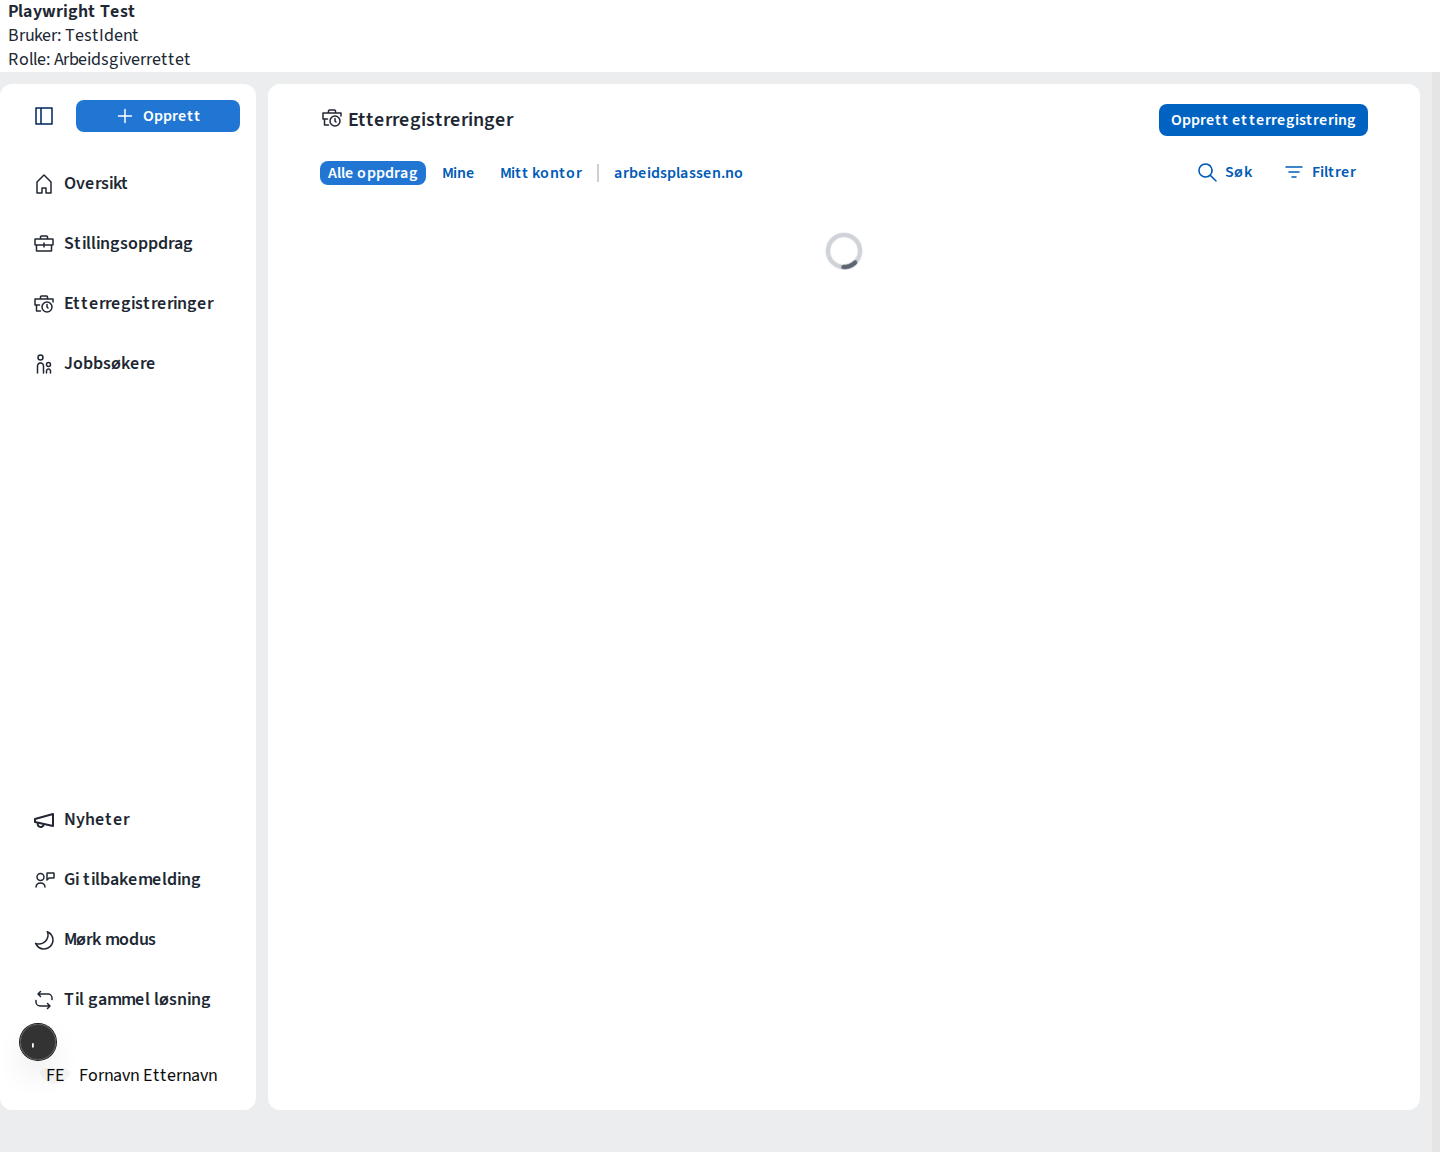 Playwright Test
Bruker: TestIdent
Rolle: Arbeidsgiverrettet
Opprett
Oversikt
Stillingsoppdrag
Etterregistreringer
Jobbsøkere
Nyheter
Gi tilbakemelding
Mørk modus
Til gammel løsning
FE Fornavn Etternavn
Etterregistreringer
Opprett etterregistrering
Alle oppdrag Mine Mitt kontor arbeidsplassen.no
Søk Filtrer